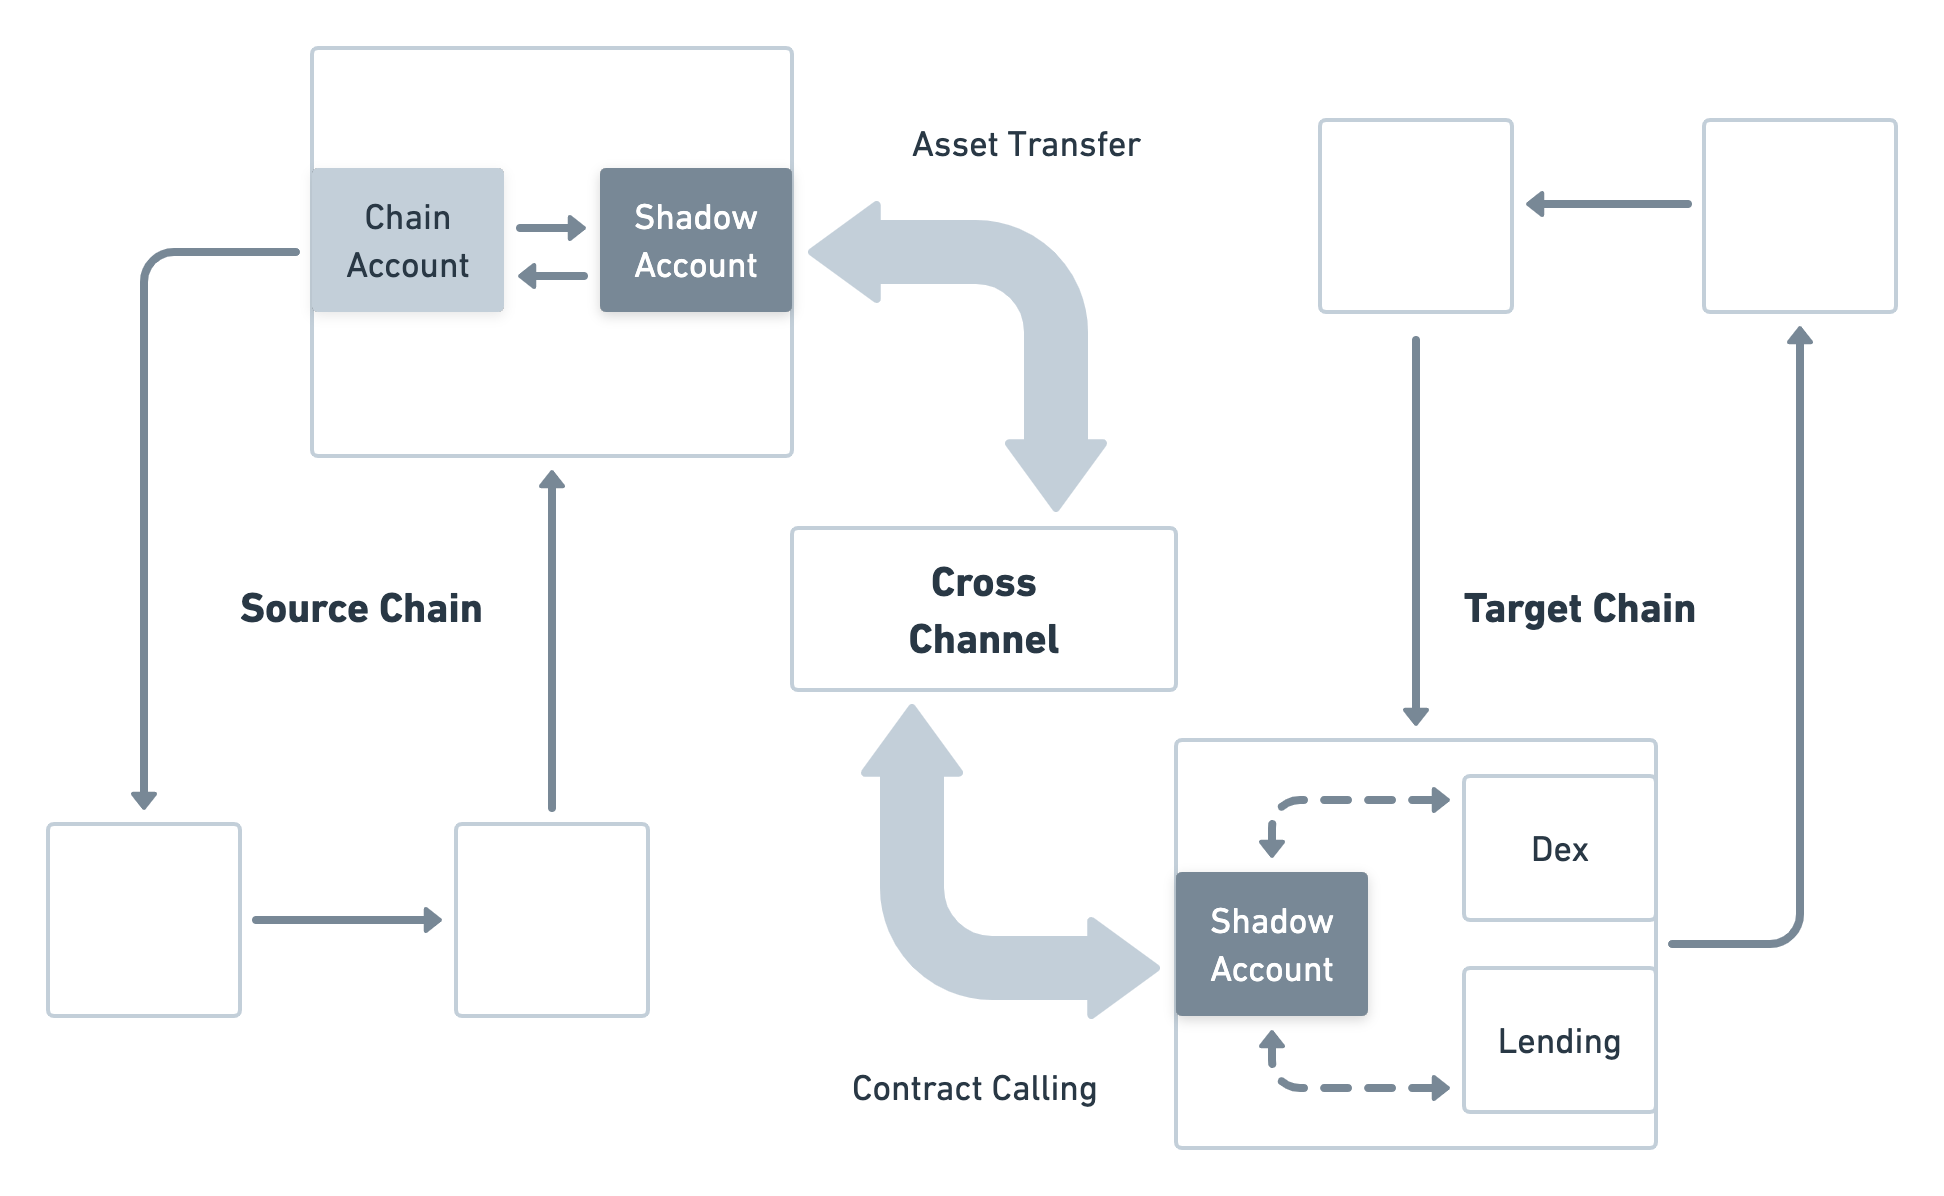 Asset Transfer
Chain
Account
Shadow
Account
Cross
Channel
Source Chain
Target Chain
Dex
Shadow
Account
Lending
Contract Calling